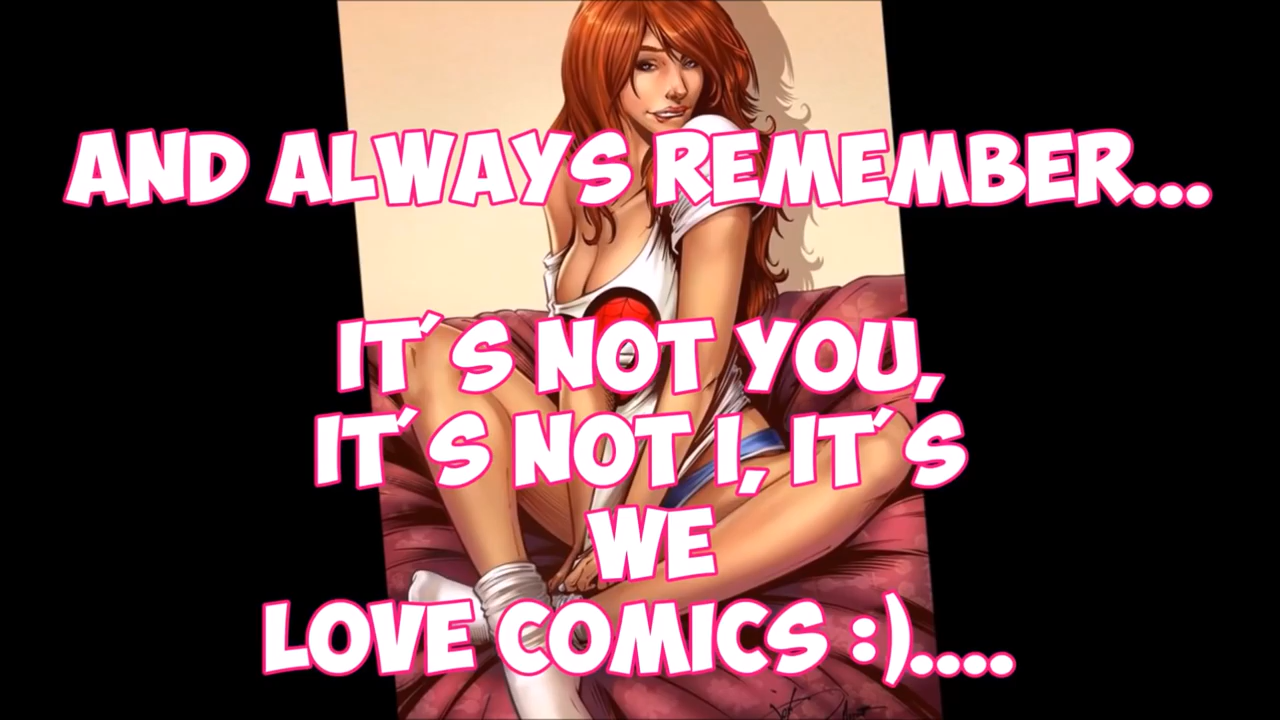 AND ALWAYS REMEMBER...
IT'S NOT YOU,
IT'S NOT I, IT'S
WE
LOVE COMICS :)....